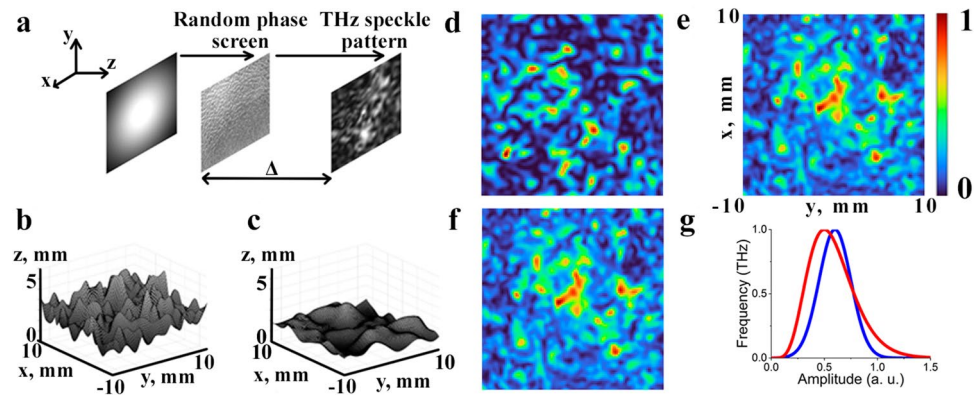 a
y
x
z
Random phase
screen
THz speckle
pattern
Δ
b
z, mm
5
0
10
x, mm
-10
y, mm
10
c
z, mm
5
0
10
x, mm
-10
y, mm
10
d
e
10
x, mm
-10
y, mm
10
1
0
f
g
Frequency (THz)
1.0
0.5
0.0
0.0
0.5
1.0
1.5
Amplitude (a. u.)